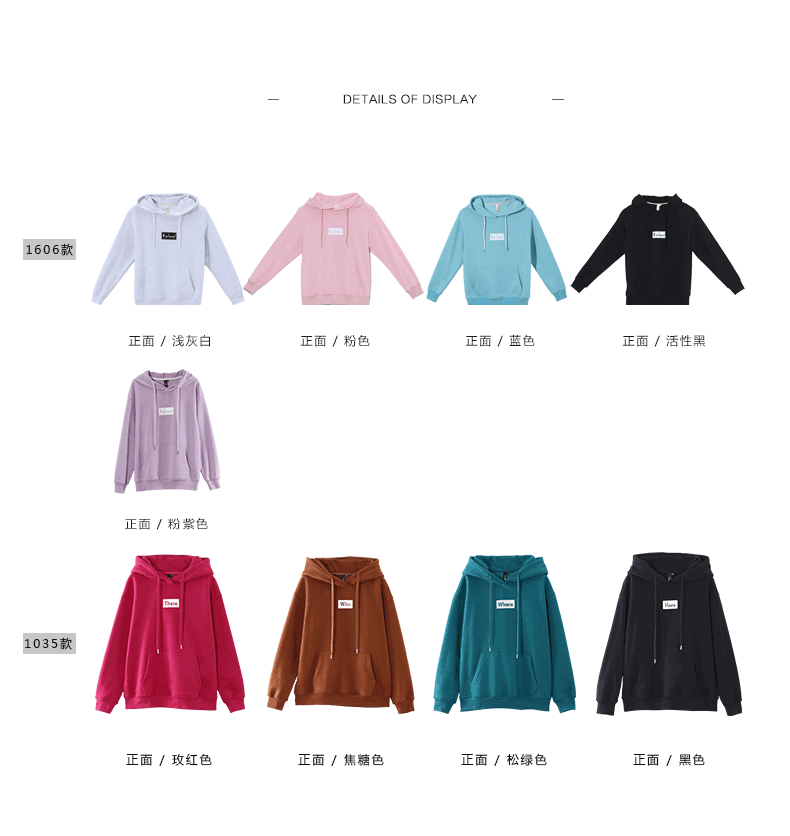 DETAILS OF DISPLAY
1606款
正面 / 浅灰白
正面 / 粉色
正面 / 蓝色
正面 / 活性黑
正面 / 粉紫色
There
Who
Where
Here
1035款
正面 / 玫红色
正面 / 焦糖色
正面 / 松绿色
正面 / 黑色